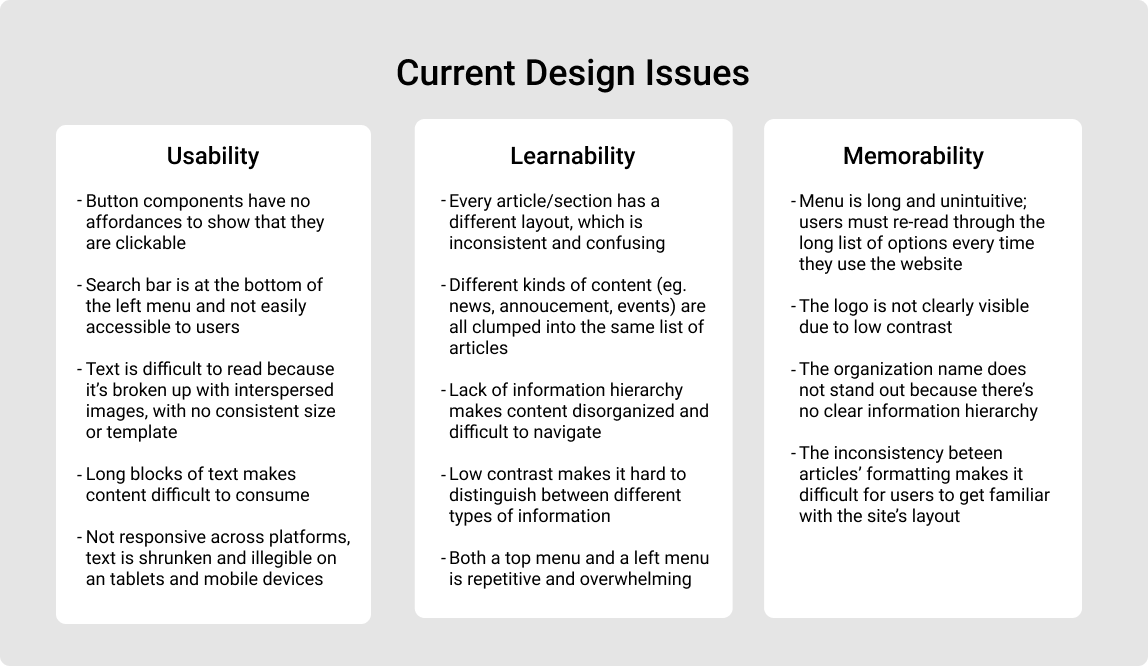 Current Design Issues
Usability
- Button components have no
affordances to show that they
are clickable
- Search bar is at the bottom of
the left menu and not easily
accessible to users
- Text is difficult to read because
it’s broken up with interspersed
images, with no consistent size
or template
- Long blocks of text makes
content difficult to consume
- Not responsive across platforms,
text is shrunken and illegible on
an tablets and mobile devices
Learnability
- Every article/section has a
different layout, which is
inconsistent and confusing
- Different kinds of content (eg.
news, annoucement, events) are
all clumped into the same list of
articles
- Lack of information hierarchy
makes content disorganized and
difficult to navigate
- Low contrast makes it hard to
distinguish between different
types of information
- Both a top menu and a left menu
is repetitive and overwhelming
Memorability
- Menu is long and unintuitive;
users must re-read through the
long list of options every time
they use the website
- The logo is not clearly visible
due to low contrast
- The organization name does
not stand out because there’s
no clear information hierarchy
- The inconsistency beteen
articles’ formatting makes it
difficult for users to get familiar
with the site’s layout